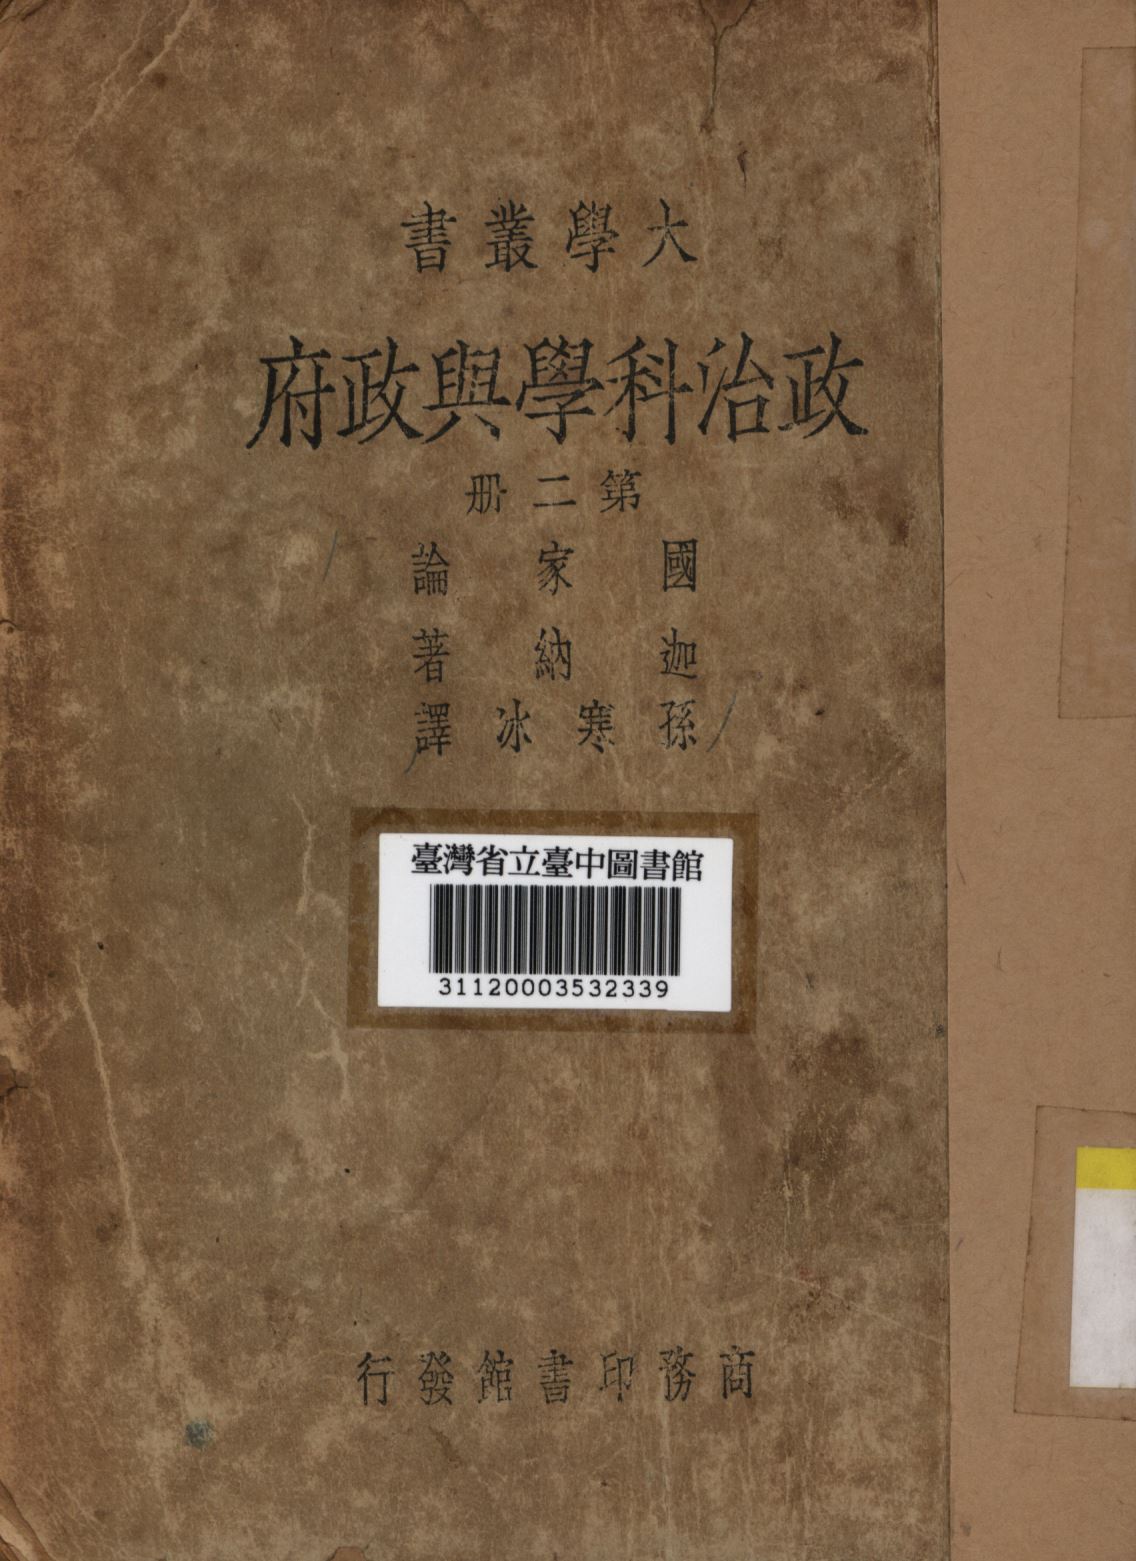 大學叢書
政治科學與政府
第二册
國家論
迦納著
孫寒冰譯
臺灣省立臺中圖書館
31120003532339
商務印書館發行